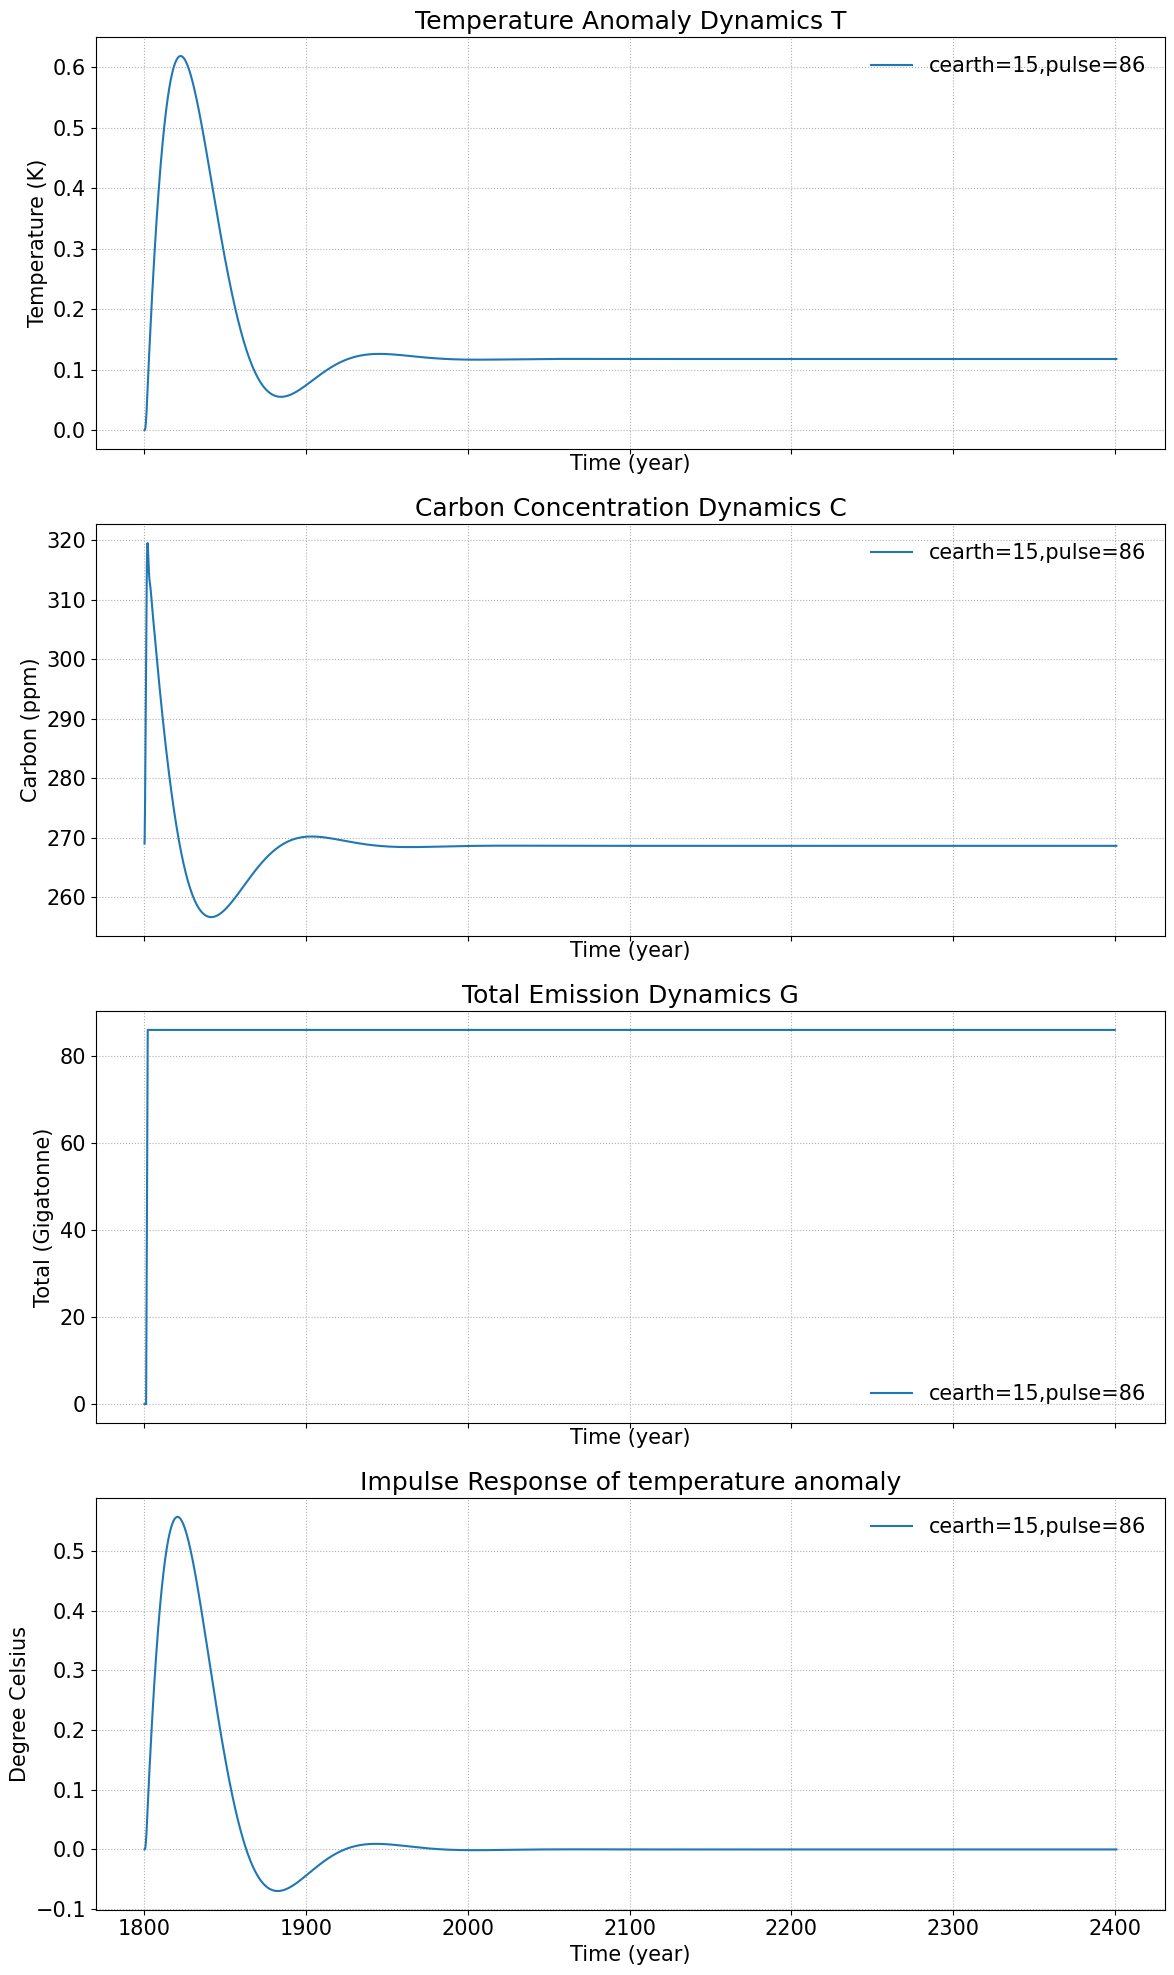 Temperature Anomaly Dynamics T
cearth=15,pulse=86
0.6
0.5
0.4
0.3
0.2
0.1
0.0
Temperature (K)
Time (year)
Carbon Concentration Dynamics C
cearth=15,pulse=86
320
310
300
290
280
270
260
Carbon (ppm)
Time (year)
Total Emission Dynamics G
80
60
40
20
0
Total (Gigatonne)
cearth=15,pulse=86
Time (year)
Impulse Response of temperature anomaly
cearth=15,pulse=86
0.5
0.4
0.3
0.2
0.1
0.0
−0.1
Degree Celsius
1800 1900 2000 2100 2200 2300 2400
Time (year)